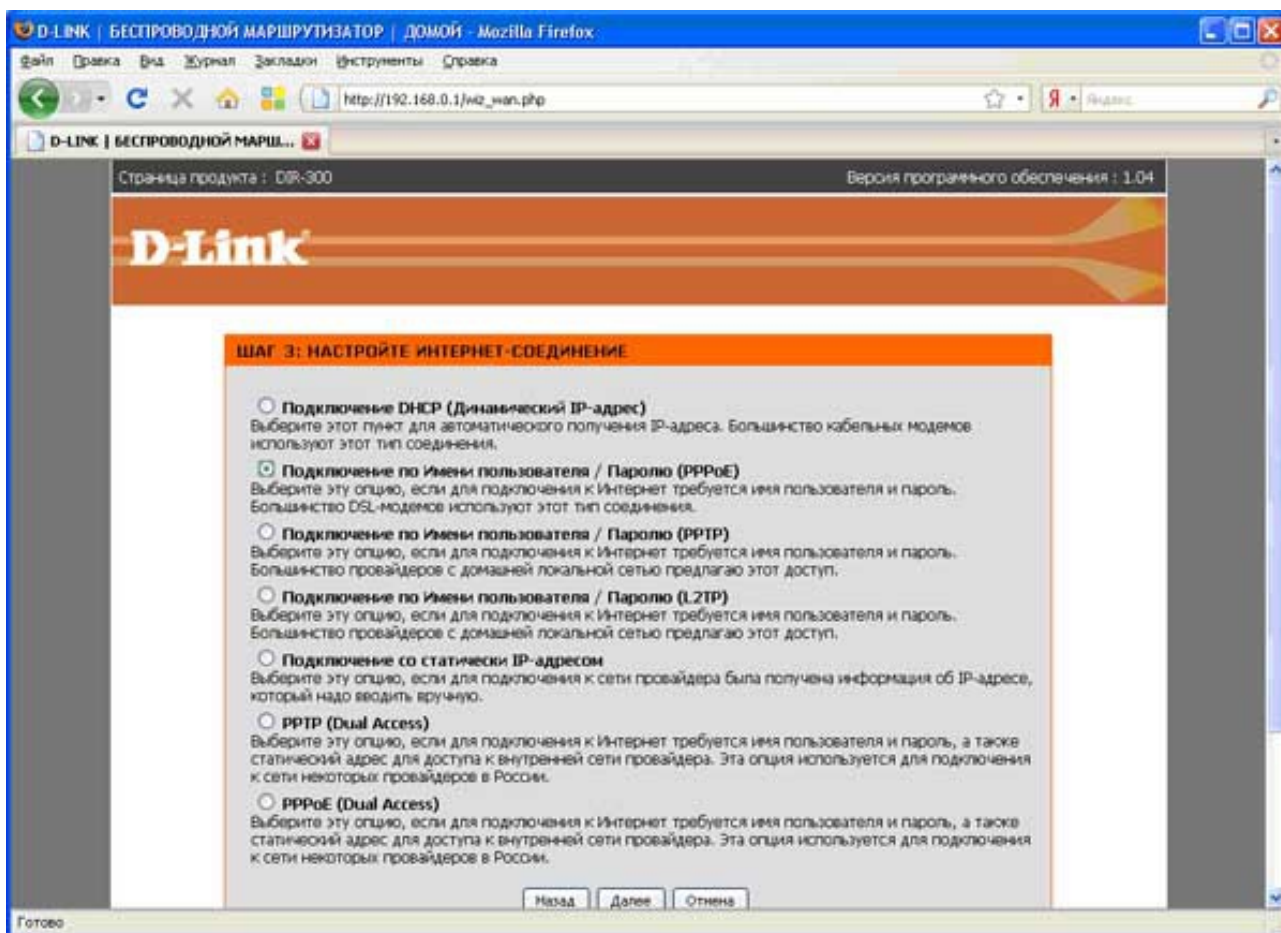 D-LINK | БЕСПРОВОДНОЙ МАРШРУТИЗАТОР | ДОМОЙ - Mozilla Firefox
Файл Правка Вид Журнал Закладки Инструменты Справка
http://192.168.0.1/wiz_wan.php
Я Яндекс
D-LINK | БЕСПРОВОДНОЙ МАРШ...
Страница продукта : DIR-300
Версия программного обеспечения : 1.04
D-Link
ШАГ 3: НАСТРОЙТЕ ИНТЕРНЕТ-СОЕДИНЕНИЕ
Подключение DHCP (Динамический IP-адрес)
Выберите этот пункт для автоматического получения IP-адреса. Большинство кабельных модемов
используют этот тип соединения.
Подключение по Имени пользователя / Паролю (PPPoE)
Выберите эту опцию, если для подключения к Интернет требуется имя пользователя и пароль.
Большинство DSL-модемов используют этот тип соединения.
Подключение по Имени пользователя / Паролю (PPTP)
Выберите эту опцию, если для подключения к Интернет требуется имя пользователя и пароль.
Большинство провайдеров с домашней локальной сетью предлагаю этот доступ.
Подключение по Имени пользователя / Паролю (L2TP)
Выберите эту опцию, если для подключения к Интернет требуется имя пользователя и пароль.
Большинство провайдеров с домашней локальной сетью предлагаю этот доступ.
Подключение со статически IP-адресом
Выберите эту опцию, если для подключения к сети провайдера была получена информация об IP-адресе,
который надо вводить вручную.
PPTP (Dual Access)
Выберите эту опцию, если для подключения к Интернет требуется имя пользователя и пароль, а также
статический адрес для доступа к внутренней сети провайдера. Эта опция используется для подключения
к сети некоторых провайдеров в России.
PPPoE (Dual Access)
Выберите эту опцию, если для подключения к Интернет требуется имя пользователя и пароль, а также
статический адрес для доступа к внутренней сети провайдера. Эта опция используется для подключения
к сети некоторых провайдеров в России.
Назад Далее Отмена
Готово